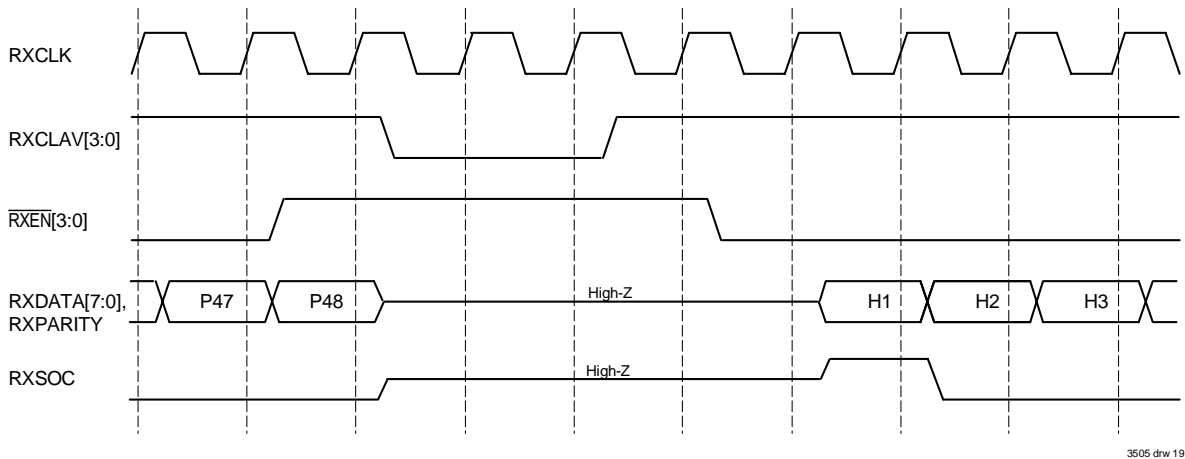 RXCLK
RXCLAV[3:0]
RXEN[3:0]
RXDATA[7:0],
RXPARITY
P47
P48
High-Z
H1
H2
H3
RXSOC
High-Z
3505 drw 19